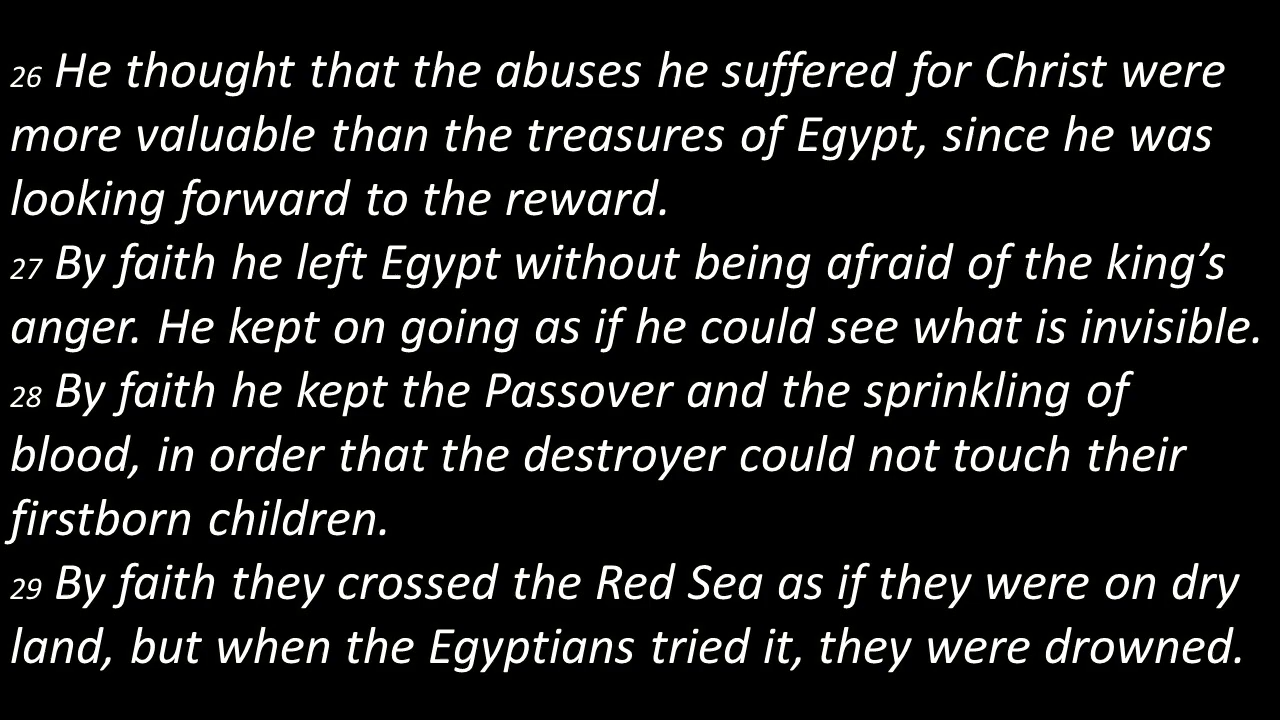 26 He thought that the abuses he suffered for Christ were
more valuable than the treasures of Egypt, since he was
looking forward to the reward.
27 By faith he left Egypt without being afraid of the king’s
anger. He kept on going as if he could see what is invisible.
28 By faith he kept the Passover and the sprinkling of
blood, in order that the destroyer could not touch their
firstborn children.
29 By faith they crossed the Red Sea as if they were on dry
land, but when the Egyptians tried it, they were drowned.